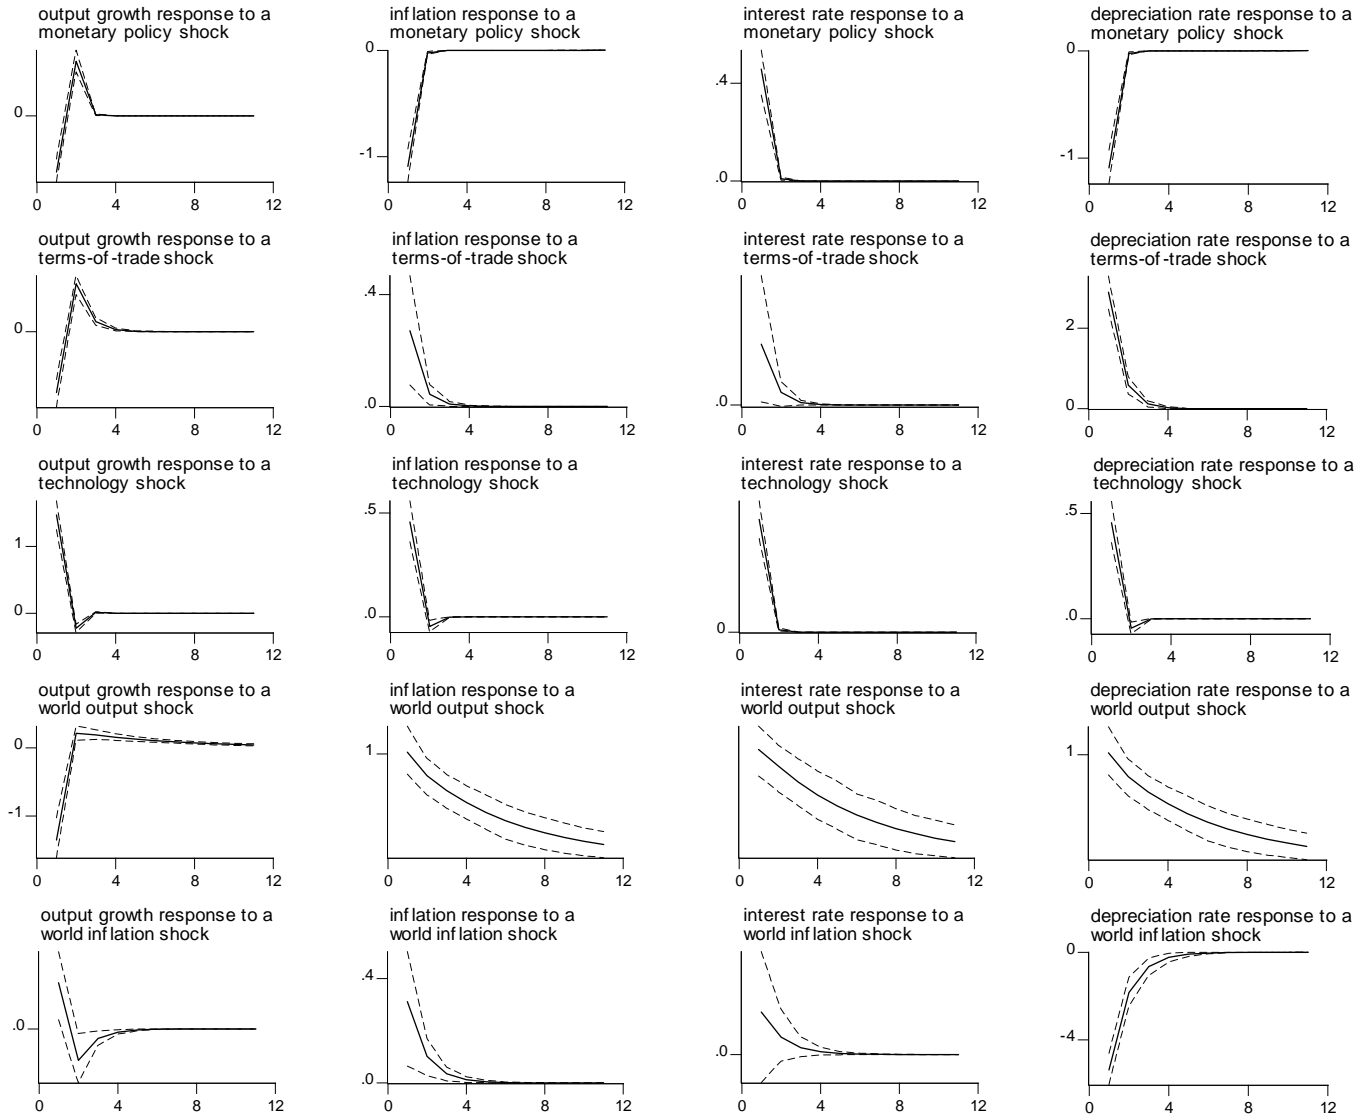 output growth response to a
monetary policy shock
0
0
4
8
12
inflation response to a
monetary policy shock
0
-1
0
4
8
12
interest rate response to a
monetary policy shock
.4
.0
0
4
8
12
depreciation rate response to a
monetary policy shock
0
-1
0
4
8
12
output growth response to a
terms-of-trade shock
0
0
4
8
12
inflation response to a
terms-of-trade shock
.4
.0
0
4
8
12
interest rate response to a
terms-of-trade shock
.0
0
4
8
12
depreciation rate response to a
terms-of-trade shock
2
0
0
4
8
12
output growth response to a
technology shock
1
0
0
4
8
12
inflation response to a
technology shock
.5
.0
0
4
8
12
interest rate response to a
technology shock
0
0
4
8
12
depreciation rate response to a
technology shock
.5
.0
0
4
8
12
output growth response to a
world output shock
0
-1
0
4
8
12
inflation response to a
world output shock
1
0
4
8
12
interest rate response to a
world output shock
0
4
8
12
depreciation rate response to a
world output shock
1
0
4
8
12
output growth response to a
world inflation shock
.0
0
4
8
12
inflation response to a
world inflation shock
.4
.0
0
4
8
12
interest rate response to a
world inflation shock
.0
0
4
8
12
depreciation rate response to a
world inflation shock
0
-4
0
4
8
12